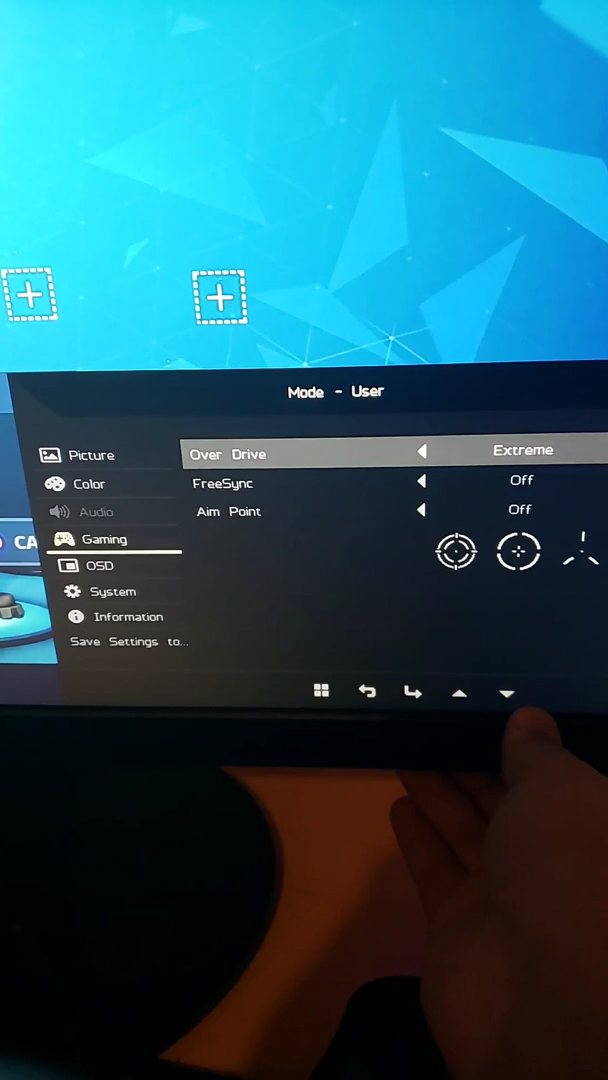 Mode - User
Picture
Over Drive Extreme
Color
FreeSync Off
Audio
Aim Point Off
CA
Gaming
OSD
System
Information
Save Settings to...